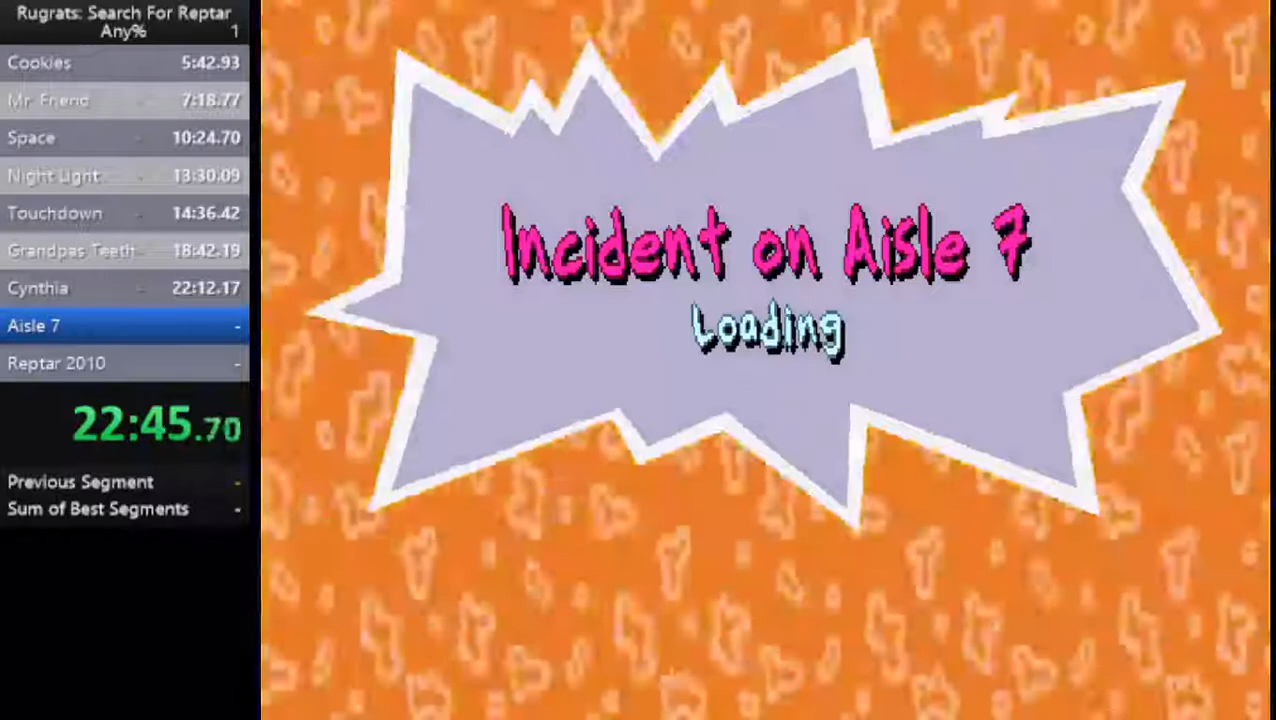 Rugrats: Search For Reptar
Any% 1
Cookies 5:42.93
Mr. Friend - 7:18.77
Space - 10:24.70
Night Light - 13:30.09
Touchdown - 14:36.42
Grandpas Teeth - 18:42.19
Cynthia - 22:12.17
Aisle 7 -
Reptar 2010 -
22:45.70
Previous Segment -
Sum of Best Segments -
Incident on Aisle 7
Loading